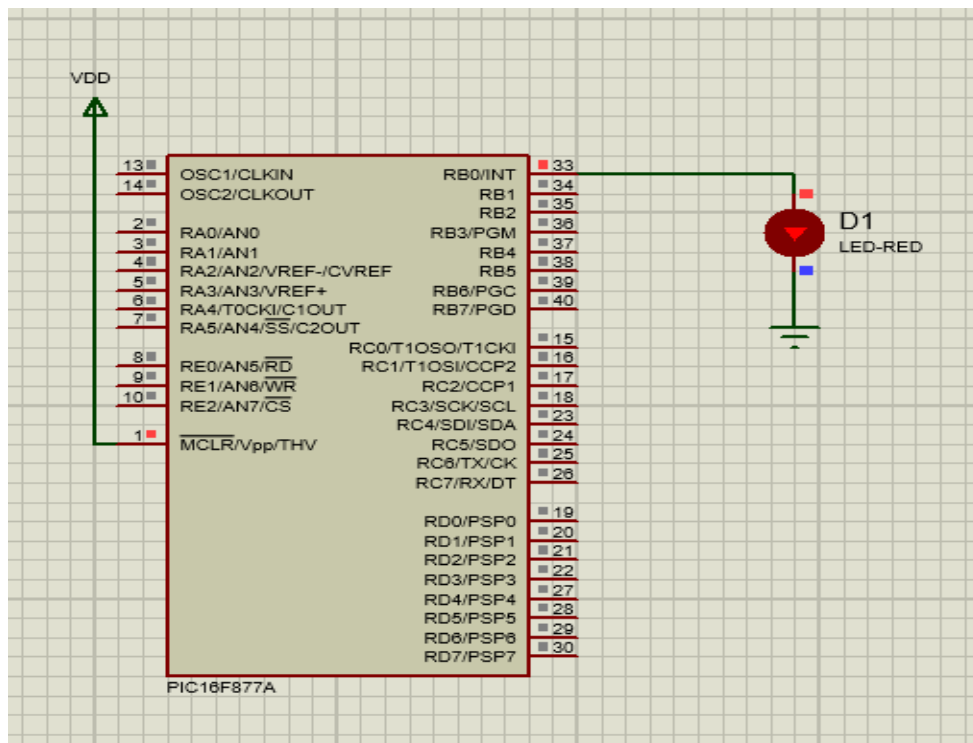 VDD
13
OSC1/CLKIN
14
OSC2/CLKOUT
2
RA0/AN0
3
RA1/AN1
4
RA2/AN2/VREF-/CVREF
5
RA3/AN3/VREF+
6
RA4/T0CKI/C1OUT
7
RA5/AN4/SS/C2OUT
8
RE0/AN5/RD
9
RE1/AN6/WR
10
RE2/AN7/CS
1
MCLR/Vpp/THV
33
RB0/INT
34
RB1
35
RB2
36
RB3/PGM
37
RB4
38
RB5
39
RB6/PGC
40
RB7/PGD
15
RC0/T1OSO/T1CKI
16
RC1/T1OSI/CCP2
17
RC2/CCP1
18
RC3/SCK/SCL
23
RC4/SDI/SDA
24
RC5/SDO
25
RC6/TX/CK
26
RC7/RX/DT
19
RD0/PSP0
20
RD1/PSP1
21
RD2/PSP2
22
RD3/PSP3
27
RD4/PSP4
28
RD5/PSP5
29
RD6/PSP6
30
RD7/PSP7
PIC16F877A
D1
LED-RED